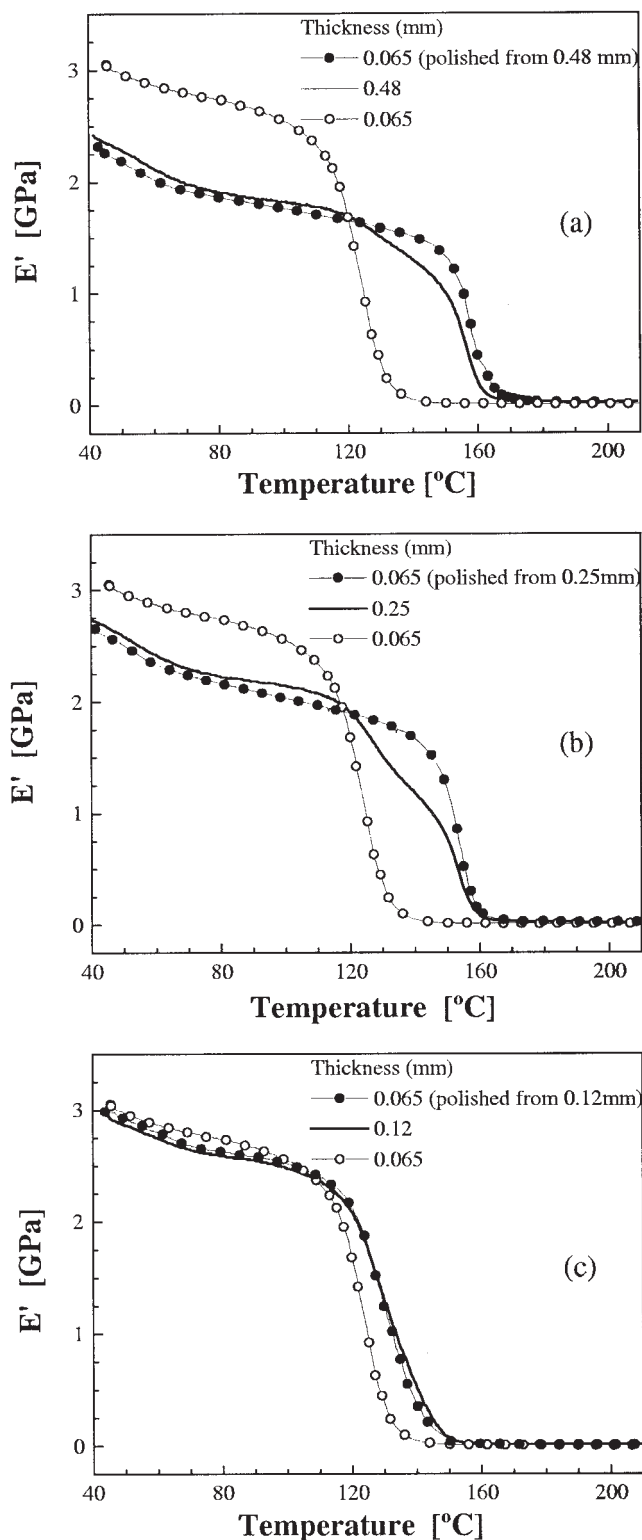 Thickness (mm)
0.065 (polished from 0.48 mm)
0.48
0.065
3
2
1
0
E' [GPa]
(a)
40
80
120
160
200
Temperature [ºC]
Thickness (mm)
0.065 (polished from 0.25mm)
0.25
0.065
3
2
1
0
E' [GPa]
(b)
40
80
120
160
200
Temperature [ºC]
Thickness (mm)
0.065 (polished from 0.12mm)
0.12
0.065
3
2
1
0
E' [GPa]
(c)
40
80
120
160
200
Temperature [ºC]